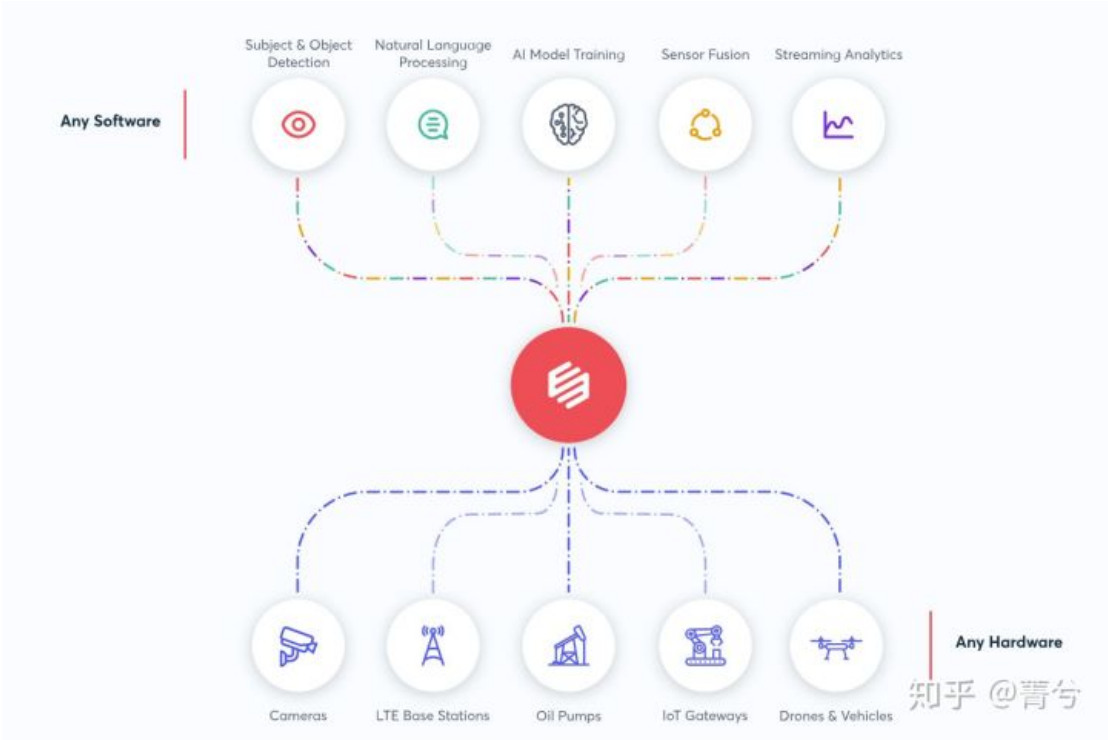 Subject & Object
Detection
Natural Language
Processing
AI Model Training
Sensor Fusion
Streaming Analytics
Any Software
Any Hardware
Cameras
LTE Base Stations
Oil Pumps
IoT Gateways
Drones & Vehicles
知乎 @菁兮